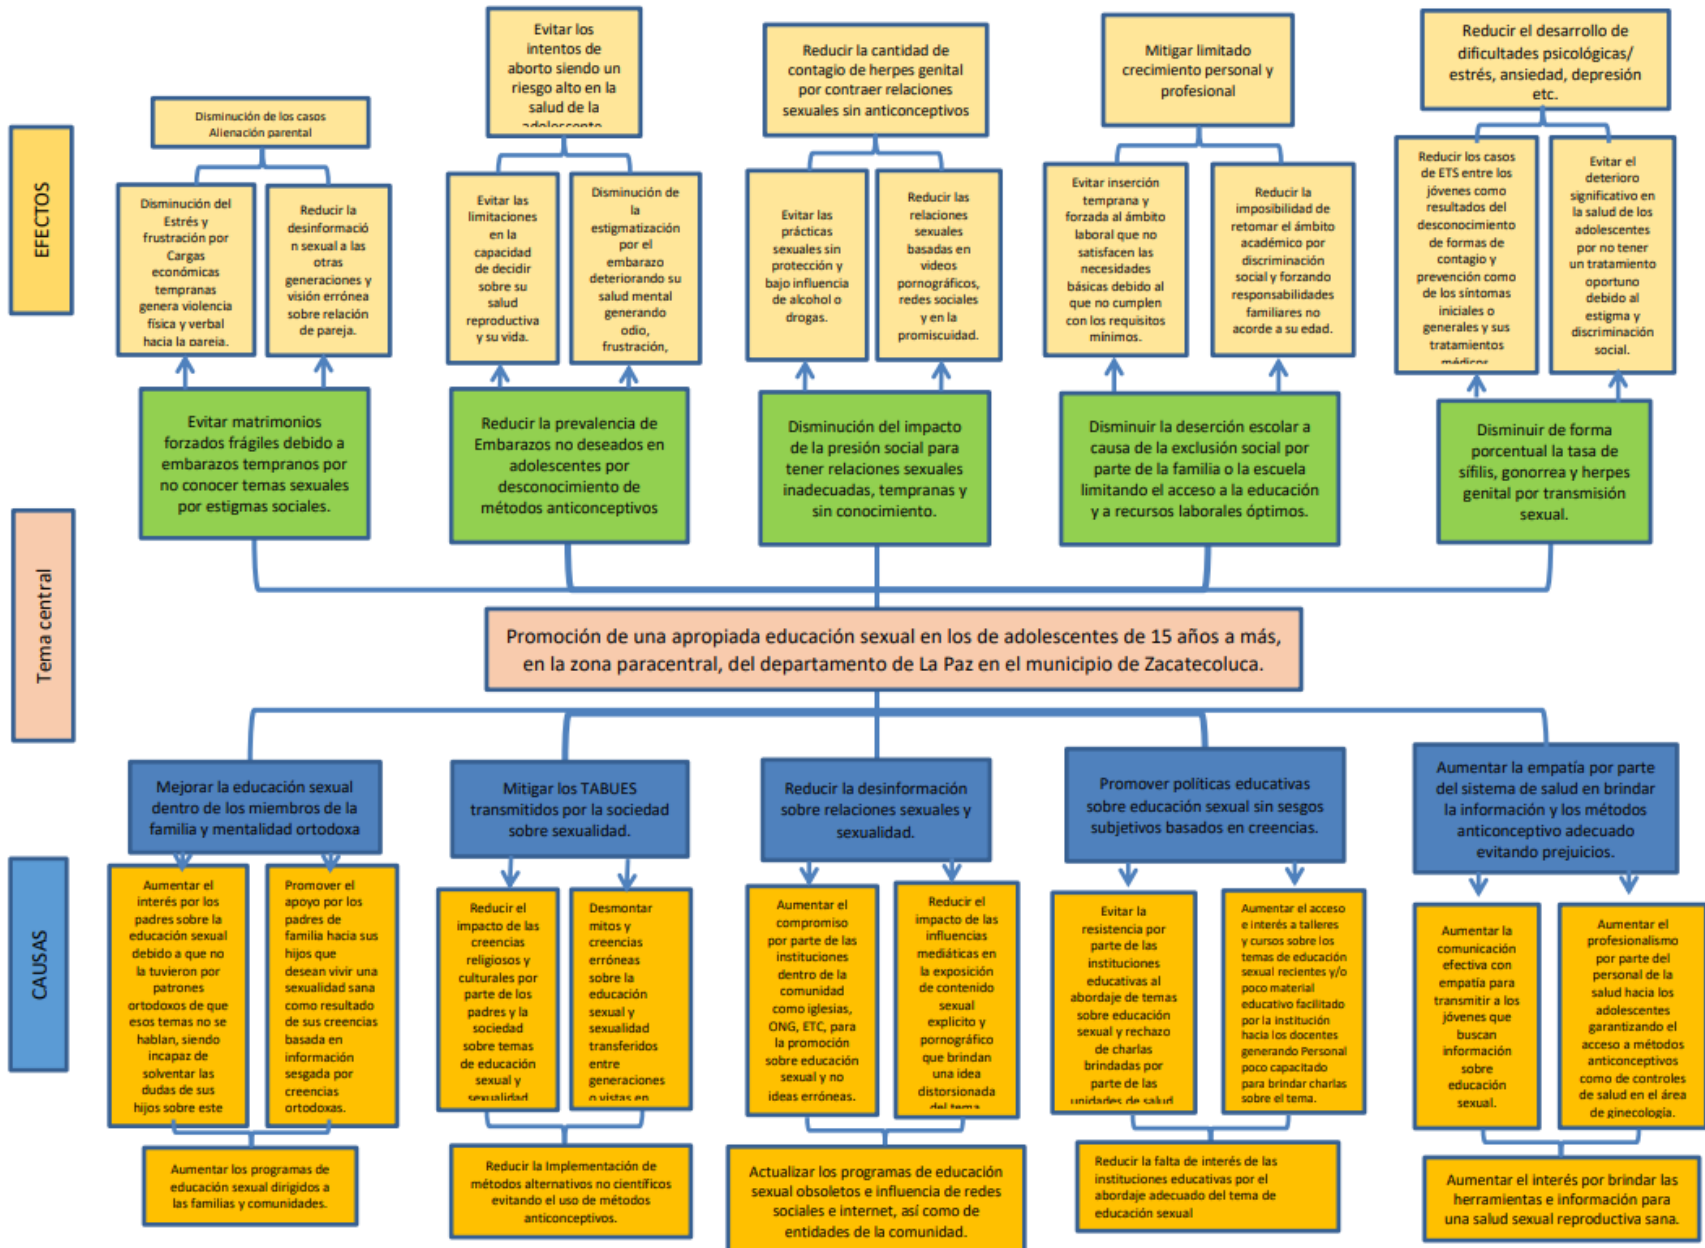 EFECTOS
Evitar los
intentos de
aborto siendo un
riesgo alto en la
salud de la
adolescente
Reducir la cantidad de
contagio de herpes genital
por contraer relaciones
sexuales sin anticonceptivos
Mitigar limitado
crecimiento personal y
profesional
Reducir el desarrollo de
dificultades psicológicas/
estrés, ansiedad, depresión
etc.
Disminución de los casos
Alienación parental
Disminución del
Estrés y
frustración por
Cargas
económicas
tempranas
genera violencia
física y verbal
hacia la pareja.
Reducir la
desinformació
n sexual a las
otras
generaciones y
visión errónea
sobre relación
de pareja.
Evitar las
limitaciones
en la
capacidad
de decidir
sobre su
salud
reproductiva
y su vida.
Disminución de
la
estigmatización
por el
embarazo
deteriorando su
salud mental
generando
odio,
frustración,
Evitar las
prácticas
sexuales sin
protección y
bajo influencia
de alcohol o
drogas.
Reducir las
relaciones
sexuales
basadas en
videos
pornográficos,
redes sociales
y en la
promiscuidad.
Evitar inserción
temprana y
forzada al ámbito
laboral que no
satisfacen las
necesidades
básicas debido al
que no cumplen
con los requisitos
mínimos.
Reducir la
imposibilidad de
retomar el ámbito
académico por
discriminación
social y forzando
responsabilidades
familiares no
acorde a su edad.
Reducir los casos
de ETS entre los
jóvenes como
resultados del
desconocimiento
de formas de
contagio y
prevención como
de los síntomas
iniciales o
generales y sus
tratamientos
médicos
Evitar el
deterioro
significativo en
la salud de los
adolescentes
por no tener
un tratamiento
oportuno
debido al
estigma y
discriminación
social.
Evitar matrimonios
forzados frágiles debido a
embarazos tempranos por
no conocer temas sexuales
por estigmas sociales.
Reducir la prevalencia de
Embarazos no deseados en
adolescentes por
desconocimiento de
métodos anticonceptivos
Disminución del impacto
de la presión social para
tener relaciones sexuales
inadecuadas, tempranas y
sin conocimiento.
Disminuir la deserción escolar a
causa de la exclusión social por
parte de la familia o la escuela
limitando el acceso a la educación
y a recursos laborales óptimos.
Disminuir de forma
porcentual la tasa de
sífilis, gonorrea y herpes
genital por transmisión
sexual.
Tema central
Promoción de una apropiada educación sexual en los de adolescentes de 15 años a más,
en la zona paracentral, del departamento de La Paz en el municipio de Zacatecoluca.
CAUSAS
Mejorar la educación sexual
dentro de los miembros de la
familia y mentalidad ortodoxa
Mitigar los TABUES
transmitidos por la sociedad
sobre sexualidad.
Reducir la desinformación
sobre relaciones sexuales y
sexualidad.
Promover políticas educativas
sobre educación sexual sin sesgos
subjetivos basados en creencias.
Aumentar la empatía por parte
del sistema de salud en brindar
la información y los métodos
anticonceptivo adecuado
evitando prejuicios.
Aumentar el
interés por los
padres sobre la
educación sexual
debido a que no
la tuvieron por
patrones
ortodoxos de que
esos temas no se
hablan, siendo
incapaz de
solventar las
dudas de sus
hijos sobre este
Promover el
apoyo por los
padres de
familia hacia sus
hijos que
desean vivir una
sexualidad sana
como resultado
de sus creencias
basada en
información
sesgada por
creencias
ortodoxas.
Reducir el
impacto de las
creencias
religiosos y
culturales por
parte de los
padres y la
sociedad
sobre temas
de educación
sexual y
sexualidad
Desmontar
mitos y
creencias
erróneas
sobre la
educación
sexual y
sexualidad
transferidos
entre
generaciones
o vistas en
Aumentar el
compromiso
por parte de las
instituciones
dentro de la
comunidad
como iglesias,
ONG, ETC, para
la promoción
sobre educación
sexual y no
ideas erróneas.
Reducir el
impacto de las
influencias
mediáticas en
la exposición
de contenido
sexual
explícito y
pornográfico
que brindan
una idea
distorsionada
del tema
Evitar la
resistencia por
parte de las
instituciones
educativas al
abordaje de temas
sobre educación
sexual y rechazo
de charlas
brindadas por
parte de las
unidades de salud
Aumentar el acceso
e interés a talleres
y cursos sobre los
temas de educación
sexual recientes y/o
poco material
educativo facilitado
por la institución
hacia los docentes
generando Personal
poco capacitado
para brindar charlas
sobre el tema.
Aumentar la
comunicación
efectiva con
empatía para
transmitir a los
jóvenes que
buscan
información
sobre
educación
sexual.
Aumentar el
profesionalismo
por parte del
personal de la
salud hacia los
adolescentes
garantizando el
acceso a métodos
anticonceptivos
como de controles
de salud en el área
de ginecología.
Aumentar los programas de
educación sexual dirigidos a
las familias y comunidades.
Reducir la Implementación de
métodos alternativos no científicos
evitando el uso de métodos
anticonceptivos.
Actualizar los programas de educación
sexual obsoletos e influencia de redes
sociales e internet, así como de
entidades de la comunidad.
Reducir la falta de interés de las
instituciones educativas por el
abordaje adecuado del tema de
educación sexual
Aumentar el interés por brindar las
herramientas e información para
una salud sexual reproductiva sana.